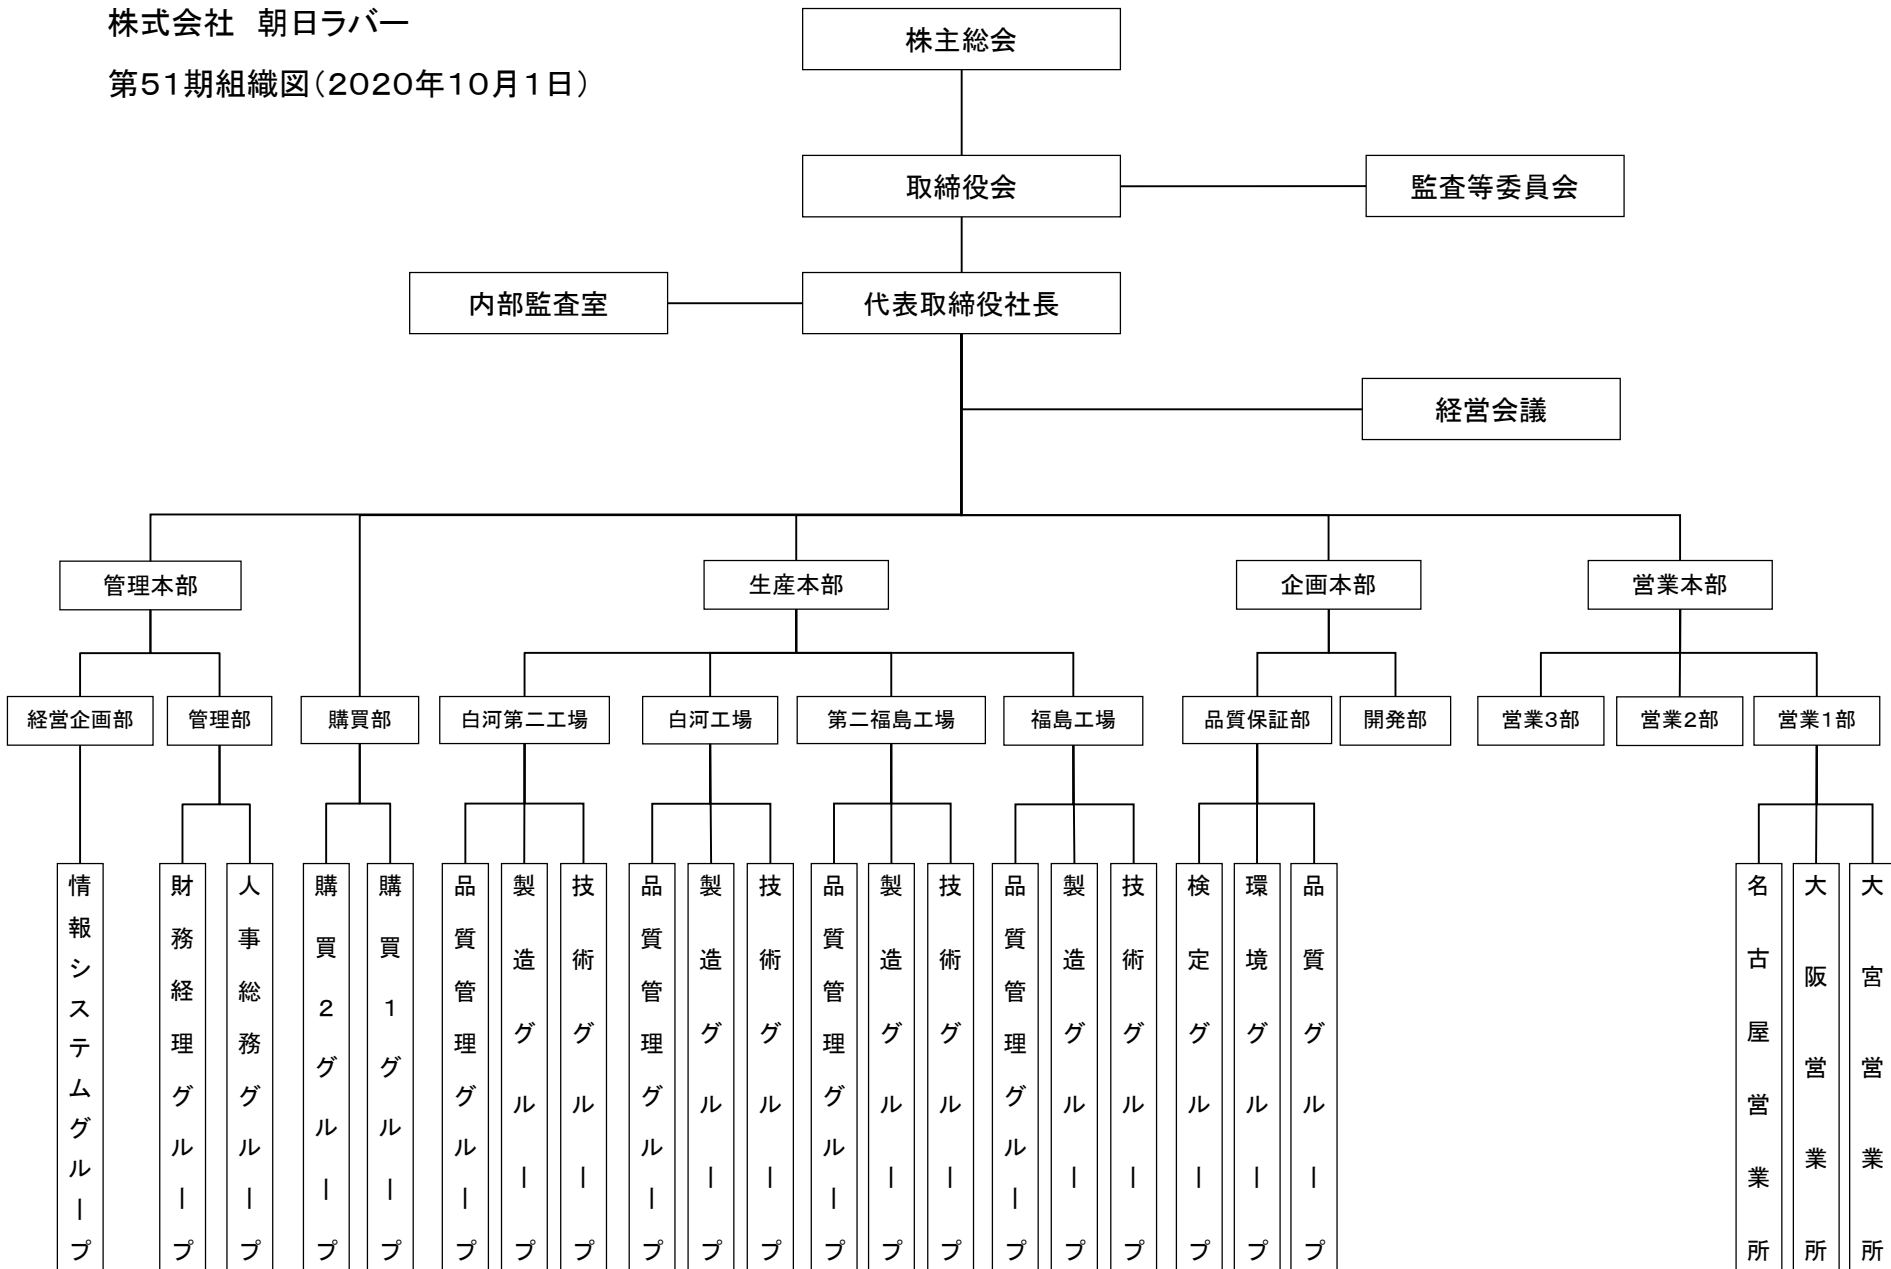 株式会社　朝日ラバー
第51期組織図(2020年10月1日)
株主総会
取締役会
監査等委員会
内部監査室
代表取締役社長
経営会議
管理本部
生産本部
企画本部
営業本部
経営企画部
管理部
購買部
白河第二工場
白河工場
第二福島工場
福島工場
品質保証部
開発部
営業3部
営業2部
営業1部
情報システムグループ
財務経理グループ
人事総務グループ
購買2グループ
購買1グループ
品質管理グループ
製造グループ
技術グループ
品質管理グループ
製造グループ
技術グループ
品質管理グループ
製造グループ
技術グループ
品質管理グループ
製造グループ
技術グループ
検定グループ
環境グループ
品質グループ
名古屋営業所
大阪営業所
大宮営業所